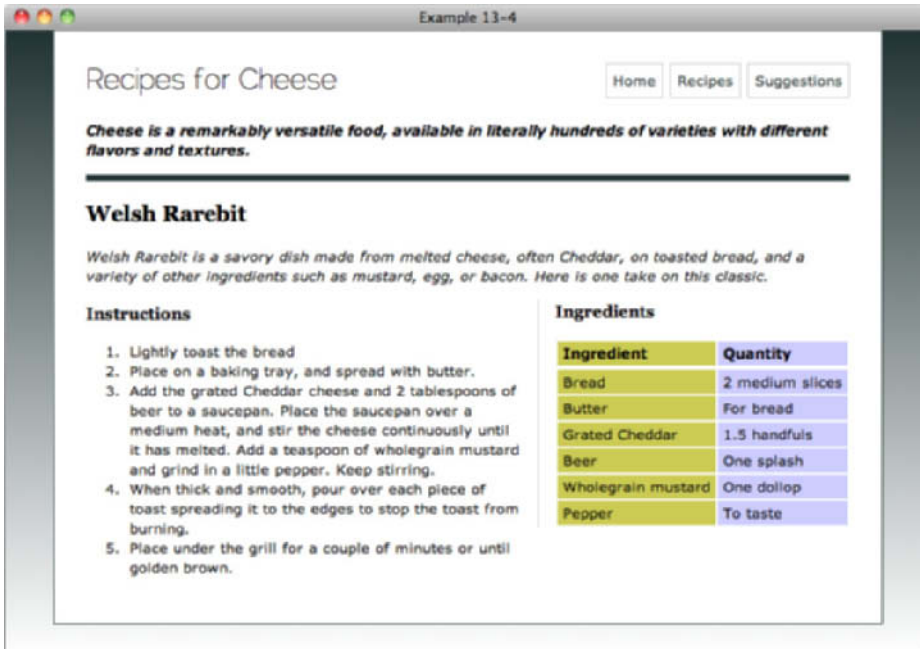 Example 13-4
Recipes for Cheese
Home Recipes Suggestions
Cheese is a remarkably versatile food, available in literally hundreds of varieties with different
flavors and textures.
Welsh Rarebit
Welsh Rarebit is a savory dish made from melted cheese, often Cheddar, on toasted bread, and a
variety of other ingredients such as mustard, egg, or bacon. Here is one take on this classic.
Instructions
1. Lightly toast the bread
2. Place on a baking tray, and spread with butter.
3. Add the grated Cheddar cheese and 2 tablespoons of
beer to a saucepan. Place the saucepan over a
medium heat, and stir the cheese continuously until
it has melted. Add a teaspoon of wholegrain mustard
and grind in a little pepper. Keep stirring.
4. When thick and smooth, pour over each piece of
toast spreading it to the edges to stop the toast from
burning.
5. Place under the grill for a couple of minutes or until
golden brown.
Ingredients
Ingredient Quantity
Bread 2 medium slices
Butter For bread
Grated Cheddar 1.5 handfuls
Beer One splash
Wholegrain mustard One dollop
Pepper To taste